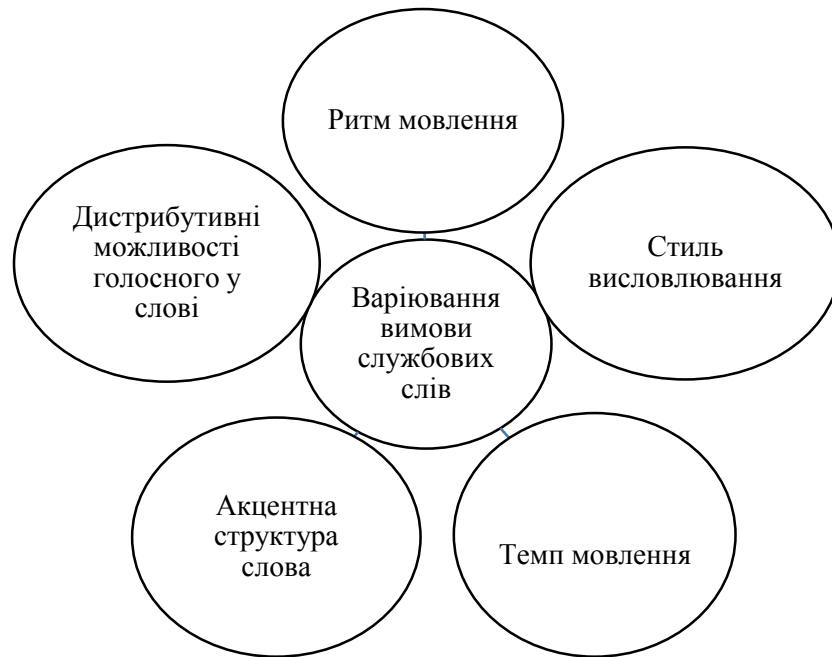 Ритм мовлення
Дистрибутивні
можливості
голосного у
слові
Стиль
висловлювання
Варіювання
вимови
службових
слів
Акцентна
структура
слова
Темп мовлення